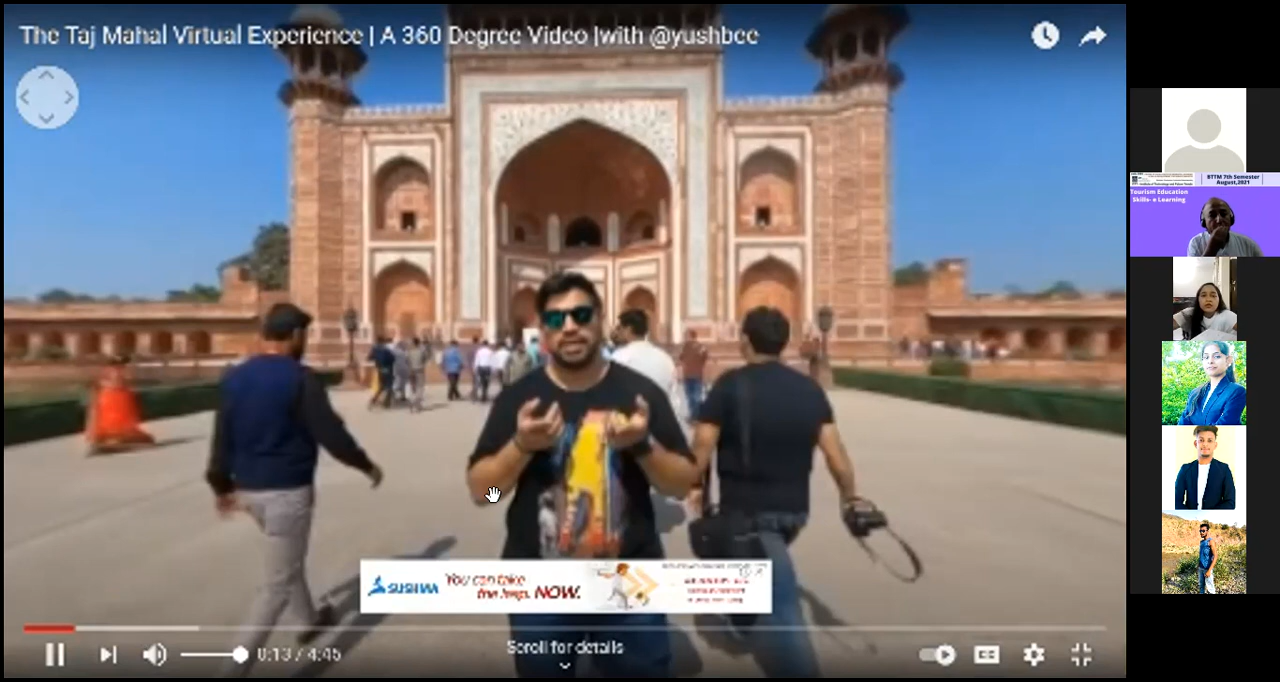 The Taj Mahal Virtual Experience | A 360 Degree Video |with @yushbee
BTTM 7th Semester
August,2021
Tourism Education
Skills- e Learning
SUSHMA
You can take
the leap. NOW.
0:13 / 4:45
Scroll for details
CC